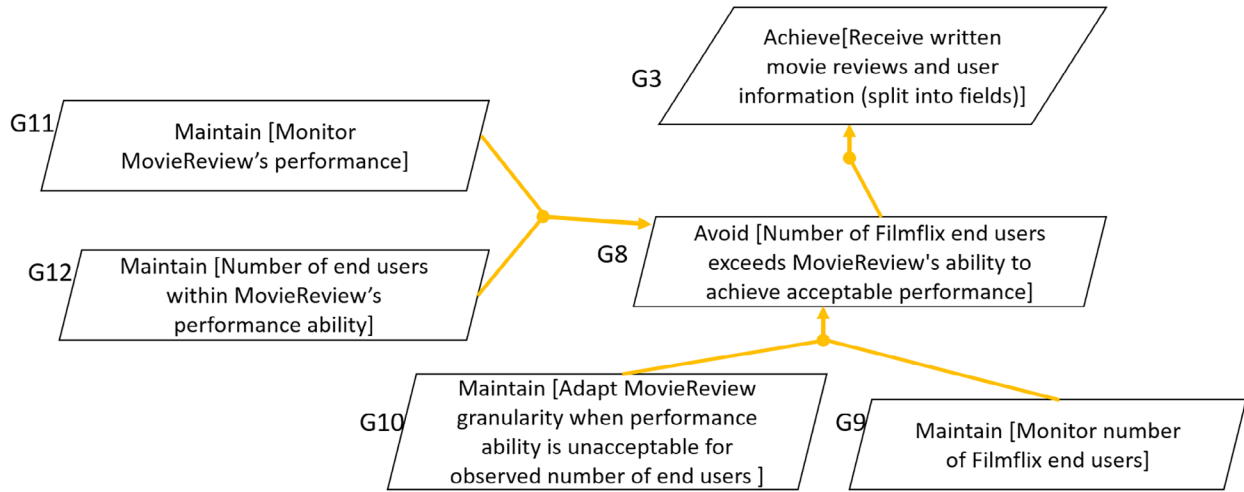 G3
Achieve[Receive written
movie reviews and user
information (split into fields)]
G11
Maintain [Monitor
MovieReview’s performance]
G12
Maintain [Number of end users
within MovieReview’s
performance ability]
G8
Avoid [Number of Filmflix end users
exceeds MovieReview's ability to
achieve acceptable performance]
G10
Maintain [Adapt MovieReview
granularity when performance
ability is unacceptable for
observed number of end users ]
G9
Maintain [Monitor number
of Filmflix end users]